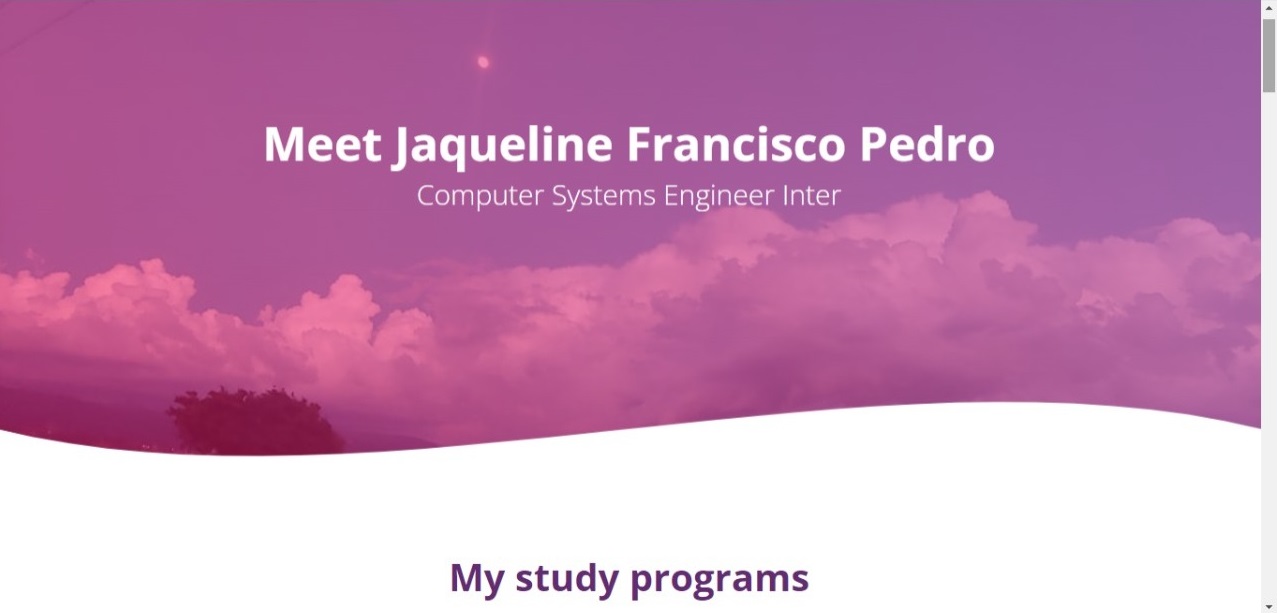 Meet Jaqueline Francisco Pedro
Computer Systems Engineer Inter
My study programs